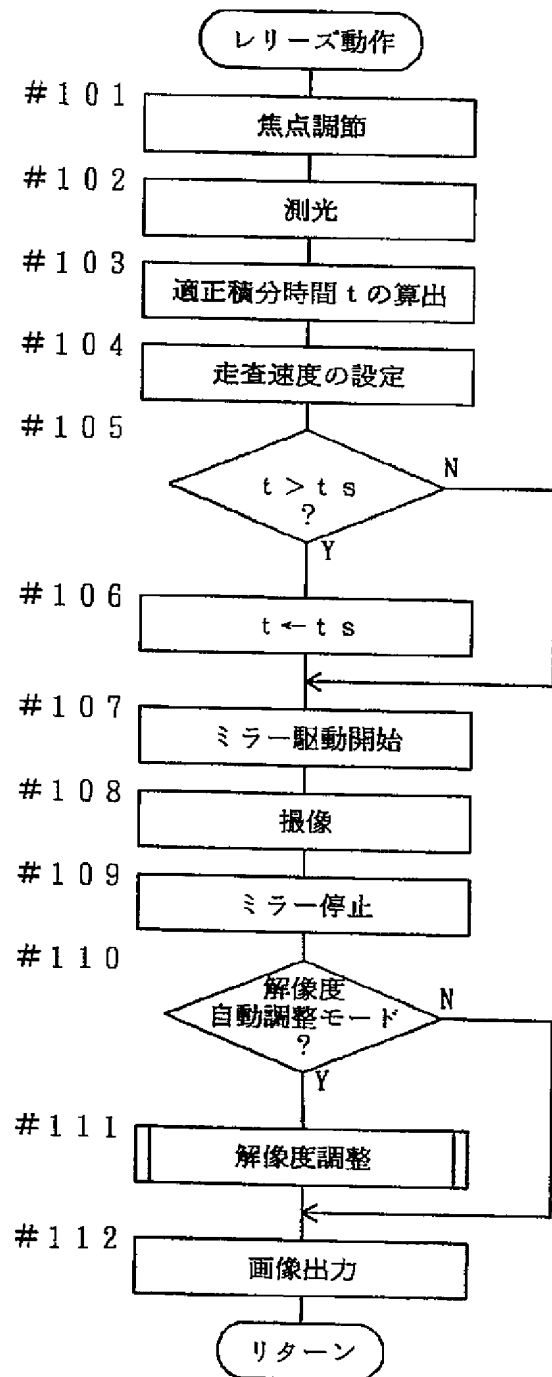 レリーズ動作
#101
焦点調節
#102
測光
#103
適正積分時間tの算出
#104
走査速度の設定
#105
t>ts
?
N
Y
#106
t←ts
#107
ミラー駆動開始
#108
撮像
#109
ミラー停止
#110
解像度
自動調整モード
?
N
Y
#111
解像度調整
#112
画像出力
リターン